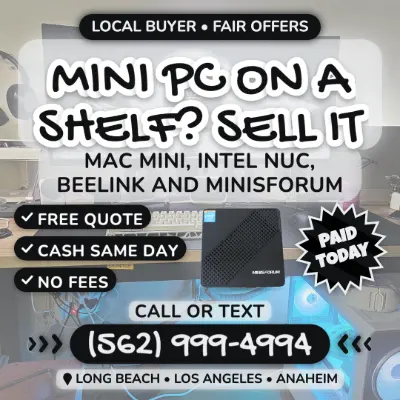 LOCAL BUYER • FAIR OFFERS
MINI PC ON A
SHELF? SELL IT
MAC MINI, INTEL NUC,
BEELINK AND MINISFORUM
FREE QUOTE
CASH SAME DAY
NO FEES
MINISFORUM
PAID
TODAY
CALL OR TEXT
(562) 999-4994
LONG BEACH • LOS ANGELES • ANAHEIM